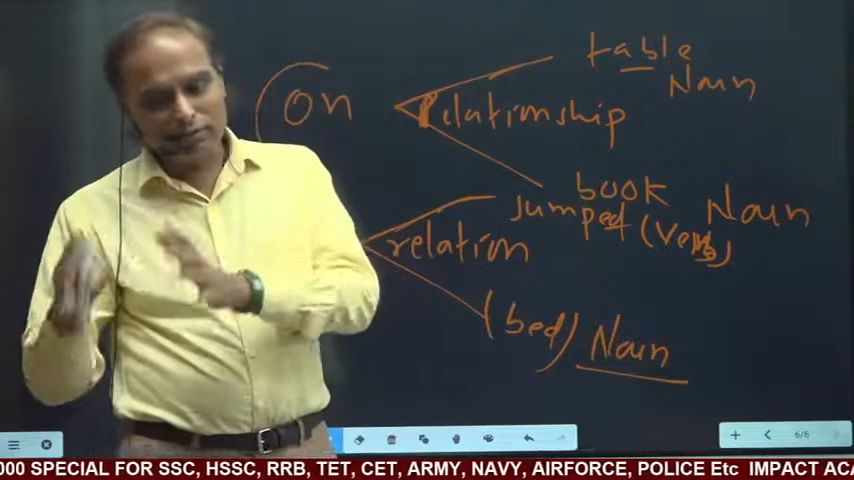 table
Noun
on
relationship
book Noun
jumped (verb)
relation
(bed) Noun
6/6
000 SPECIAL FOR SSC, HSSC, RRB, TET, CET, ARMY, NAVY, AIRFORCE, POLICE Etc IMPACT ACA